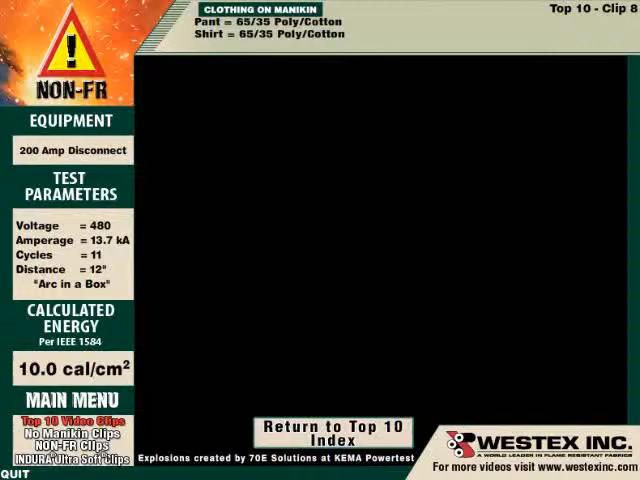 CLOTHING ON MANIKIN
Pant = 65/35 Poly/Cotton
Shirt = 65/35 Poly/Cotton
Top 10 - Clip 8
!
NON-FR
EQUIPMENT
200 Amp Disconnect
TEST
PARAMETERS
Voltage = 480
Amperage = 13.7 kA
Cycles = 11
Distance = 12"
"Arc in a Box"
CALCULATED
ENERGY
Per IEEE 1584
10.0 cal/cm²
MAIN MENU
Top 10 Video Clips
No Manikin Clips
NON-FR Clips
INDURA® Ultra Soft® Clips
QUIT
Return to Top 10
Index
Explosions created by 70E Solutions at KEMA Powertest
WESTEX INC.
A WORLD LEADER IN FLAME RESISTANT FABRICS
For more videos visit www.westexinc.com